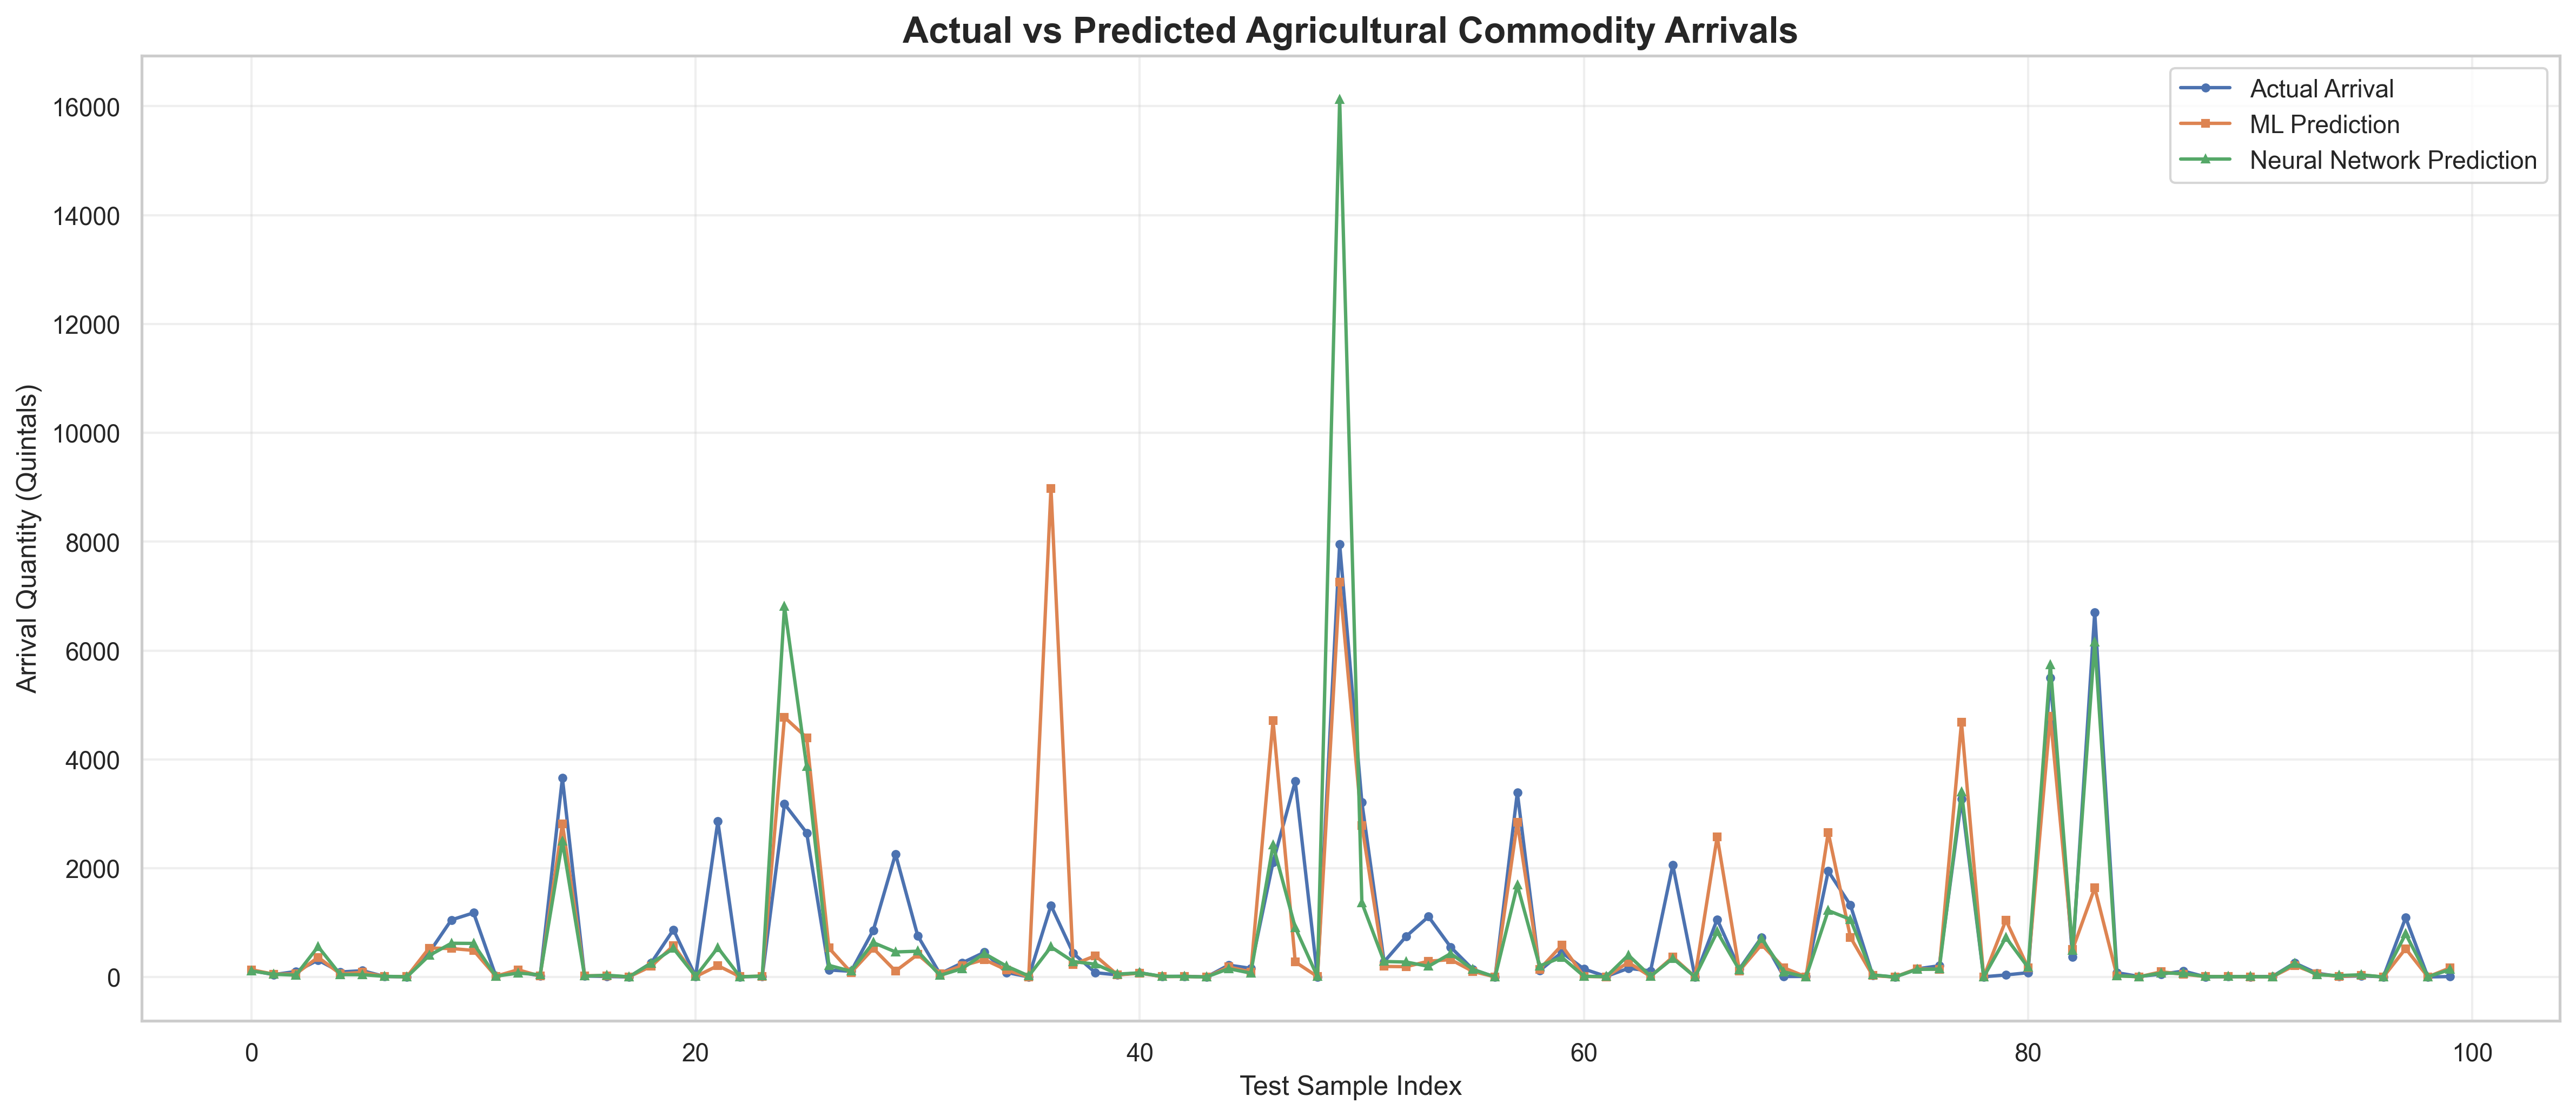 Actual vs Predicted Agricultural Commodity Arrivals
Actual Arrival
ML Prediction
Neural Network Prediction
Arrival Quantity (Quintals)
16000
14000
12000
10000
8000
6000
4000
2000
0
0 20 40 60 80 100
Test Sample Index